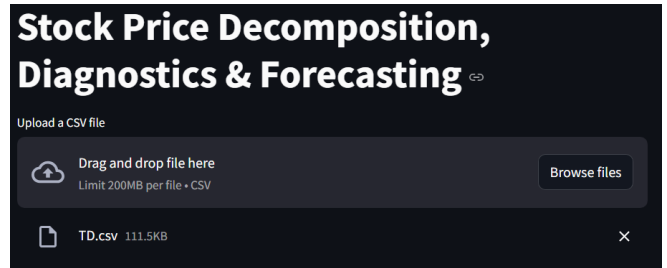 Stock Price Decomposition,
Diagnostics & Forecasting
Upload a CSV file
Drag and drop file here
Limit 200MB per file • CSV
Browse files
TD.csv 111.5KB